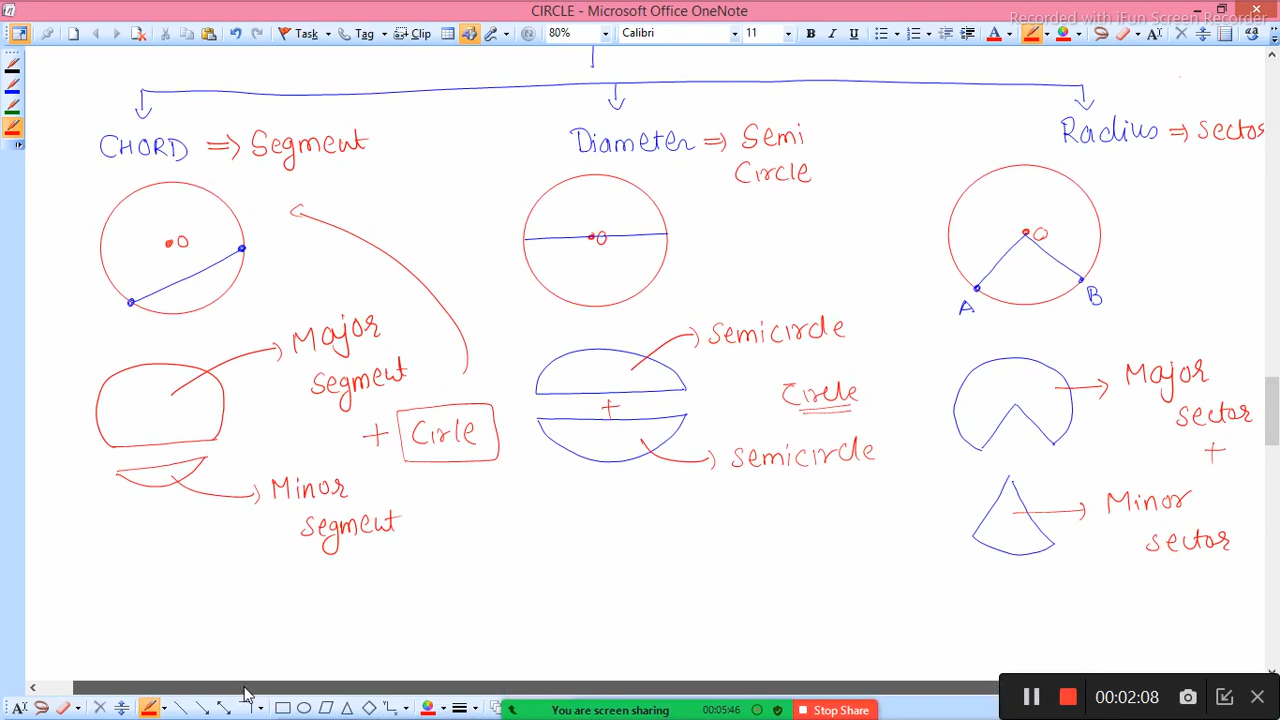 CIRCLE - Microsoft Office OneNote
Recorded with iFun Screen Recorder
Task
Tag
Clip
80%
Calibri
11
B I U
A
CHORD => Segment
Diameter => Semi
Circle
Radius => Sector
O
O
O
A
B
Major
segment
+ Cirle
Minor
segment
Semicircle
+
Circle
semicircle
Major
sector
+
Minor
sector
You are screen sharing
00:05:46
Stop Share
00:02:08